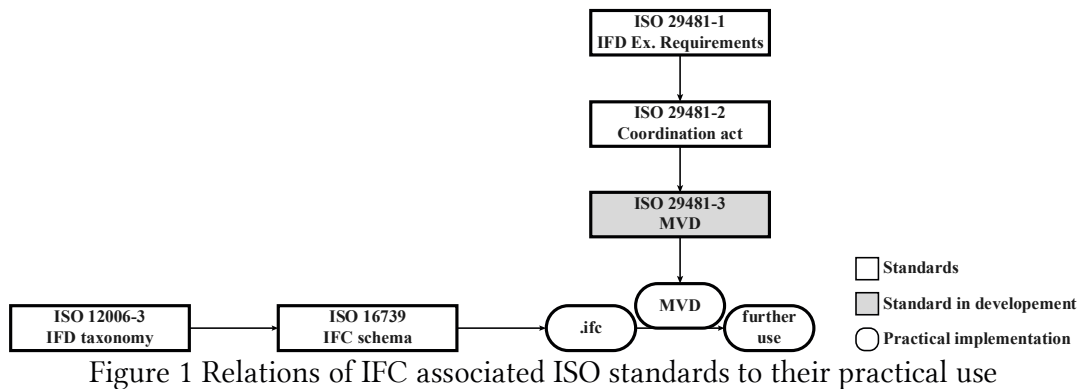 ISO 29481-1
IFD Ex. Requirements
ISO 29481-2
Coordination act
ISO 29481-3
MVD
Standards
MVD
Standard in developement
ISO 12006-3
IFD taxonomy
ISO 16739
IFC schema
.ifc
further
use
Practical implementation
Figure 1 Relations of IFC associated ISO standards to their practical use